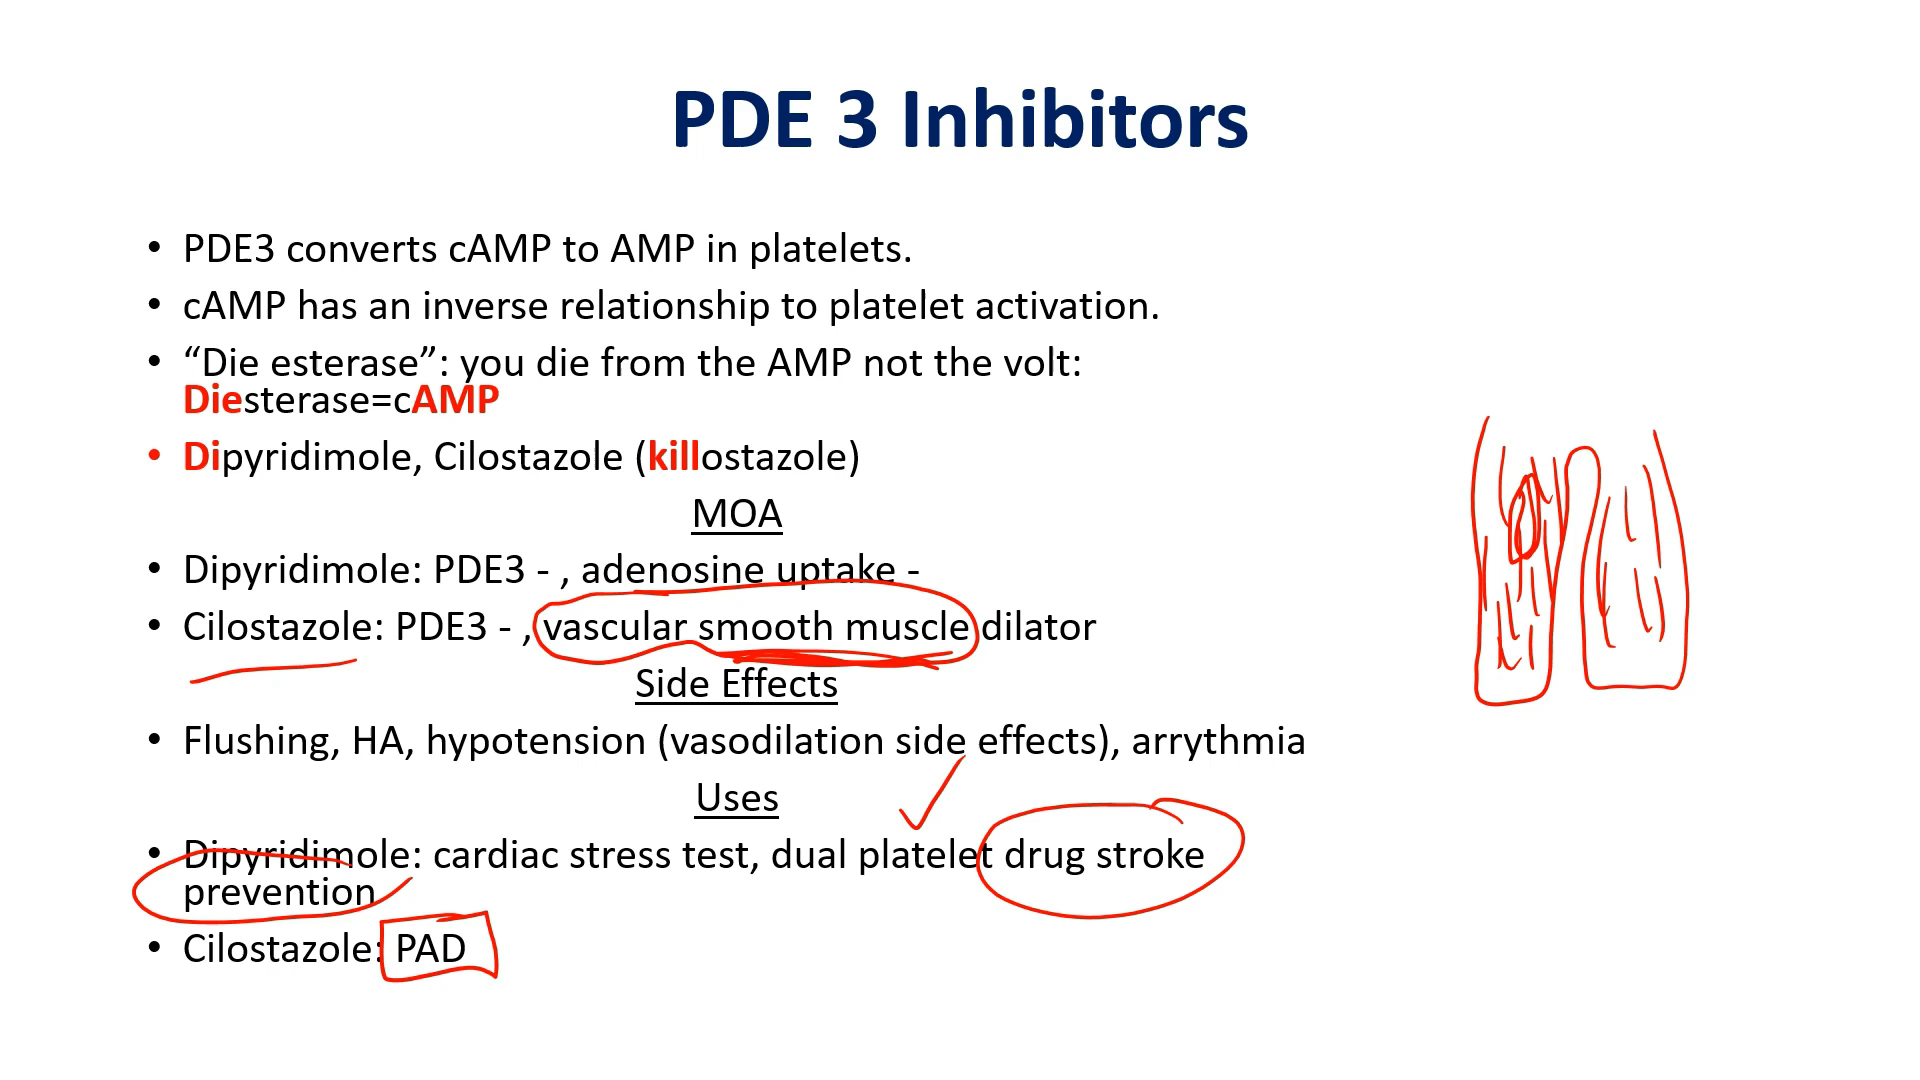 PDE 3 Inhibitors
• PDE3 converts cAMP to AMP in platelets.
• cAMP has an inverse relationship to platelet activation.
• “Die esterase”: you die from the AMP not the volt:
Diesterase=cAMP
• Dipyridimole, Cilostazole (killostazole)
MOA
• Dipyridimole: PDE3 - , adenosine uptake -
• Cilostazole: PDE3 - , vascular smooth muscle dilator
Side Effects
• Flushing, HA, hypotension (vasodilation side effects), arrythmia
Uses
• Dipyridimole: cardiac stress test, dual platelet drug stroke
prevention
• Cilostazole: PAD